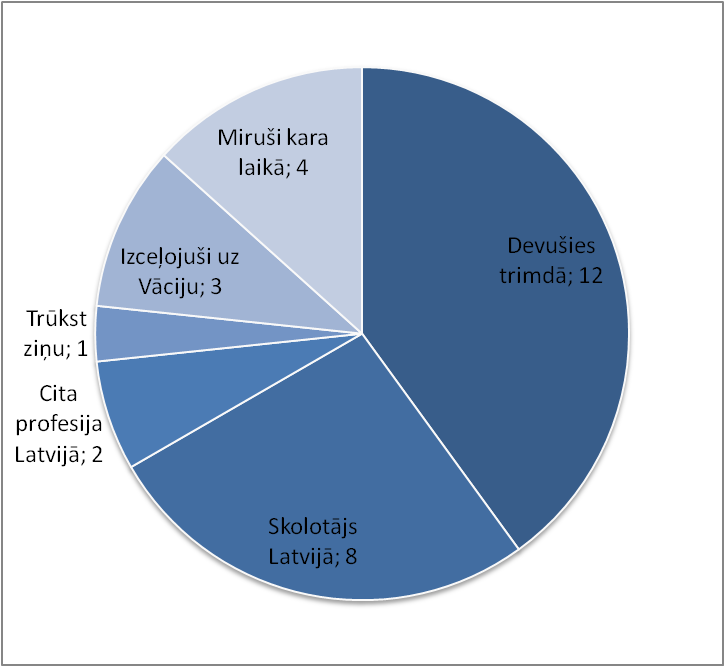 Miruši kara
laikā; 4
Devušies
trimdā; 12
Izceļojuši uz
Vāciju; 3
Trūkst
ziņu; 1
Cita
profesija
Latvijā; 2
Skolotājs
Latvijā; 8